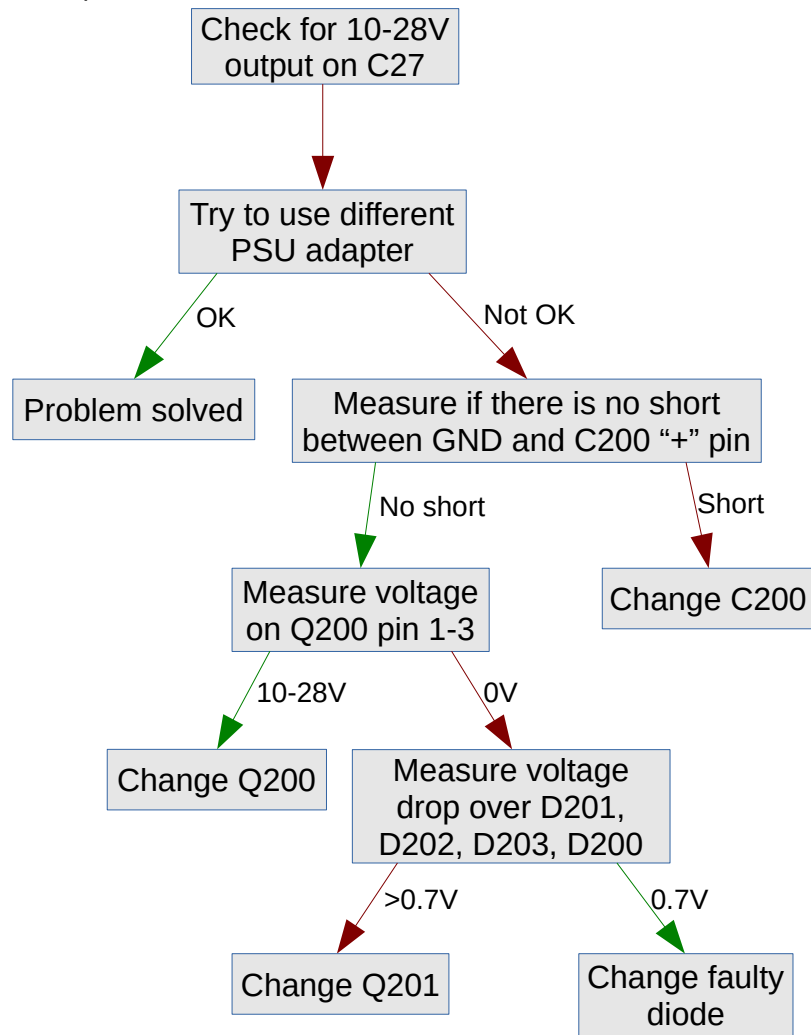 Check for 10-28V
output on C27
Try to use different
PSU adapter
OK
Not OK
Problem solved
Measure if there is no short
between GND and C200 “+” pin
No short
Short
Measure voltage
on Q200 pin 1-3
Change C200
10-28V
0V
Change Q200
Measure voltage
drop over D201,
D202, D203, D200
>0.7V
0.7V
Change Q201
Change faulty
diode